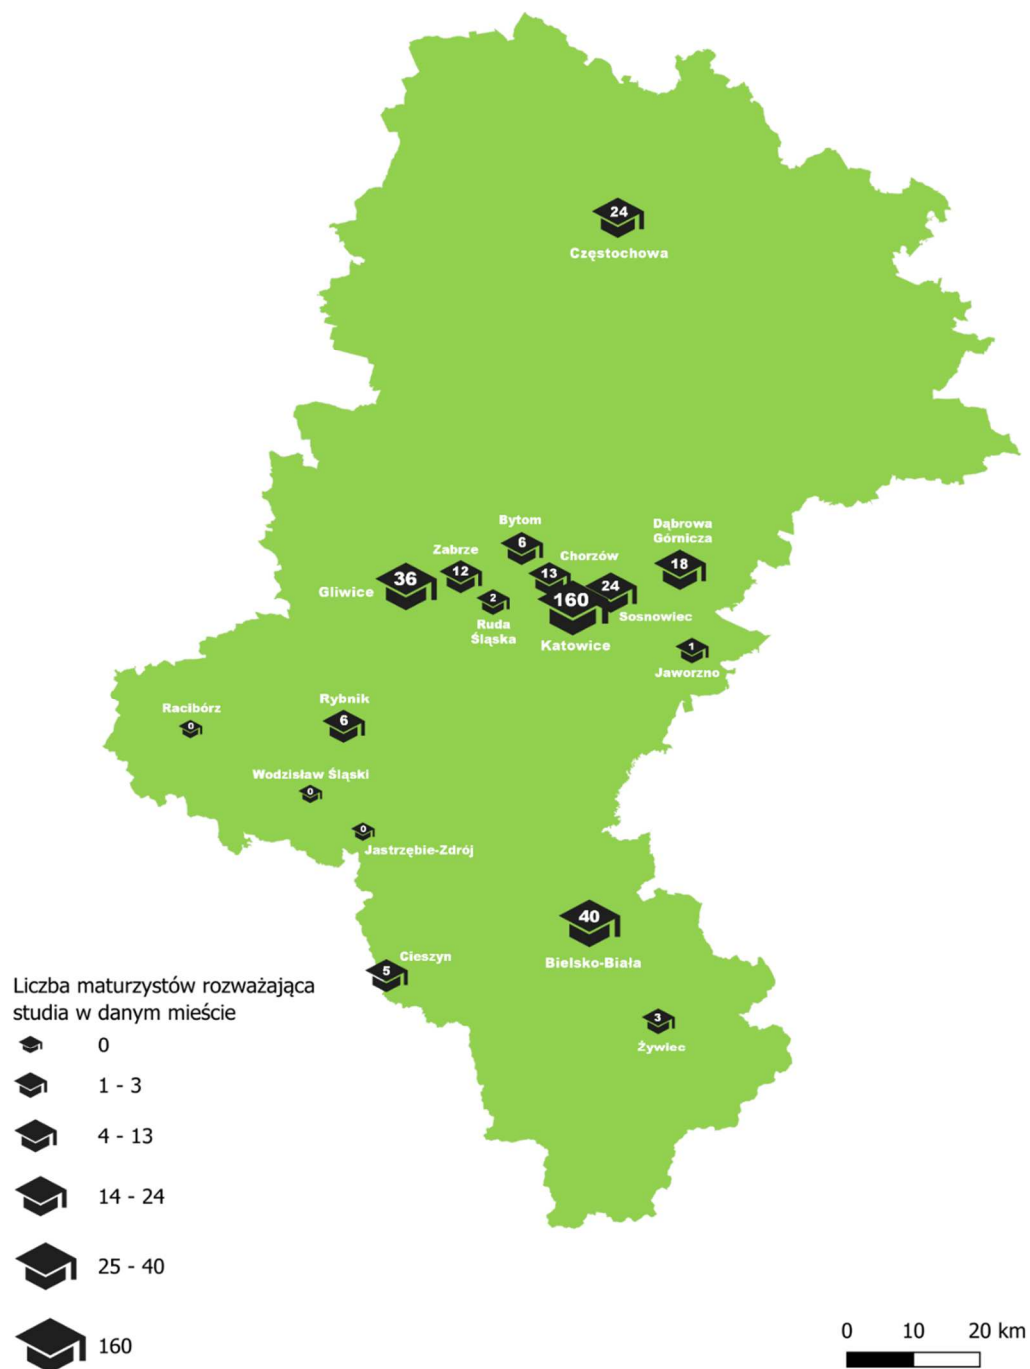 24
Częstochowa
Bytom
6
Dąbrowa
Górnicza
18
Zabrze
12
Chorzów
13
Gliwice
36
2
Ruda
Śląska
24
Sosnowiec
160
Katowice
1
Jaworzno
Racibórz
0
Rybnik
6
Wodzisław Śląski
0
0
Jastrzębie-Zdrój
40
Bielsko-Biała
Cieszyn
5
3
Żywiec
Liczba maturzystów rozważająca
studia w danym mieście
0
1 - 3
4 - 13
14 - 24
25 - 40
160
0 10 20 km